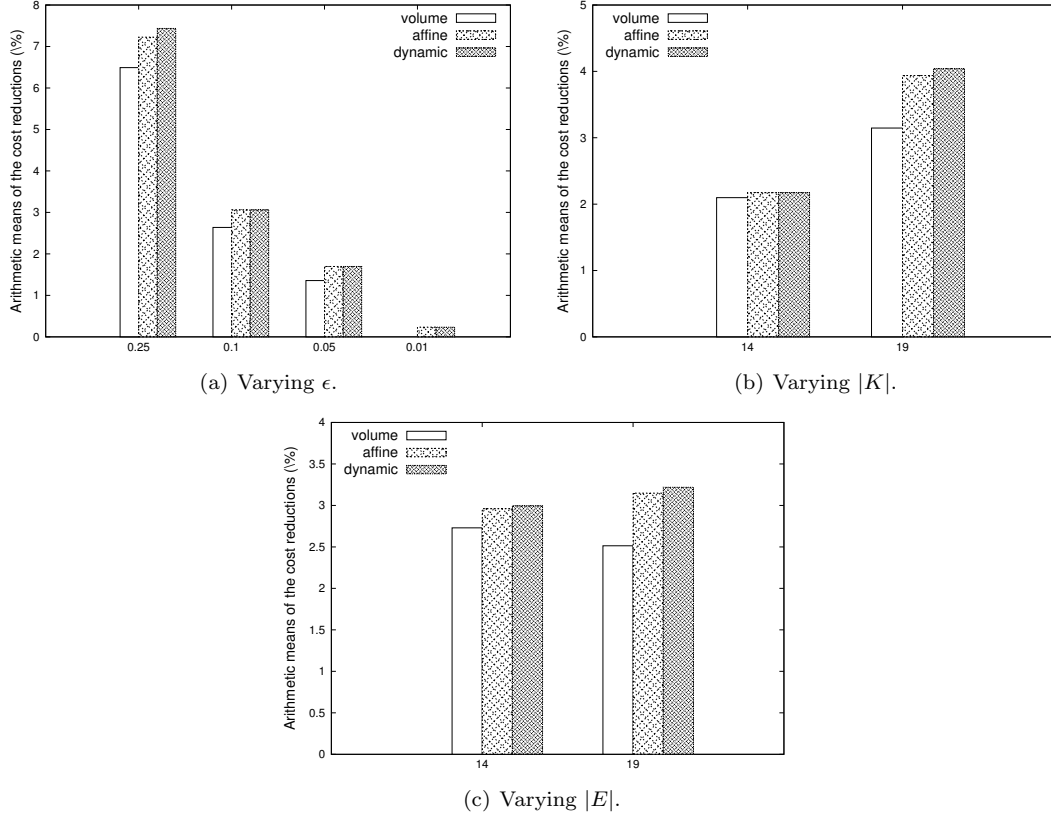 Arithmetic means of the cost reductions (\%)
8
7
6
5
4
3
2
1
0
volume
affine
dynamic
0.25 0.1 0.05 0.01
(a) Varying ϵ.
Arithmetic means of the cost reductions (\%)
5
4
3
2
1
0
volume
affine
dynamic
14 19
(b) Varying |K|.
Arithmetic means of the cost reductions (\%)
4
3.5
3
2.5
2
1.5
1
0.5
0
volume
affine
dynamic
14 19
(c) Varying |E|.